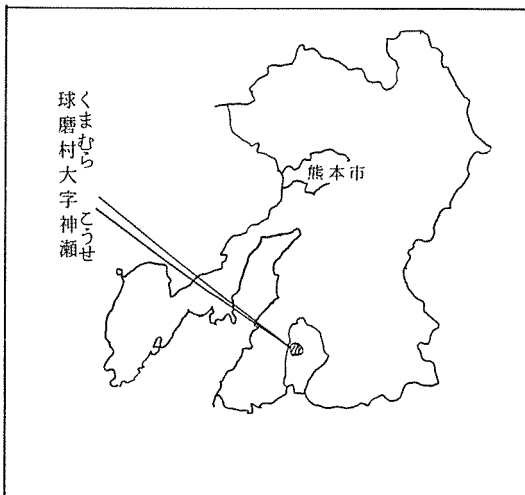 くまむら　こうせ
球磨村大字神瀬
熊本市